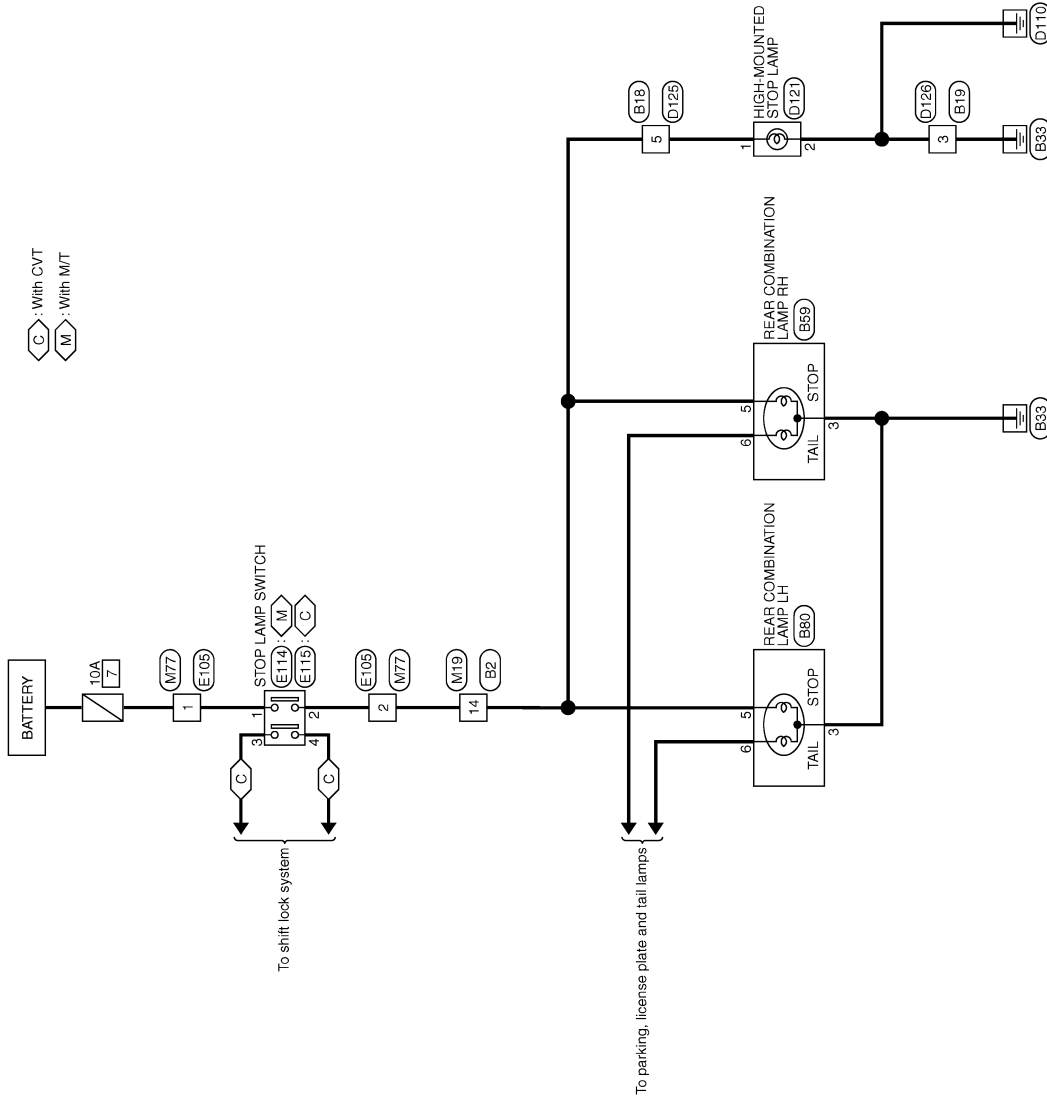 BATTERY
10A
7
M77
1
E105
STOP LAMP SWITCH
E114 : M
E115 : C
1
3
2
4
C
C
To shift lock system
E105
2
M77
M19
14
B2
C : With CVT
M : With M/T
B18
5
D125
HIGH-MOUNTED
STOP LAMP
D121
1
2
D126
3
B19
B33
D110
REAR COMBINATION
LAMP RH
B59
5
6
STOP
TAIL
3
B33
REAR COMBINATION
LAMP LH
B80
5
6
STOP
TAIL
3
To parking, license plate and tail lamps